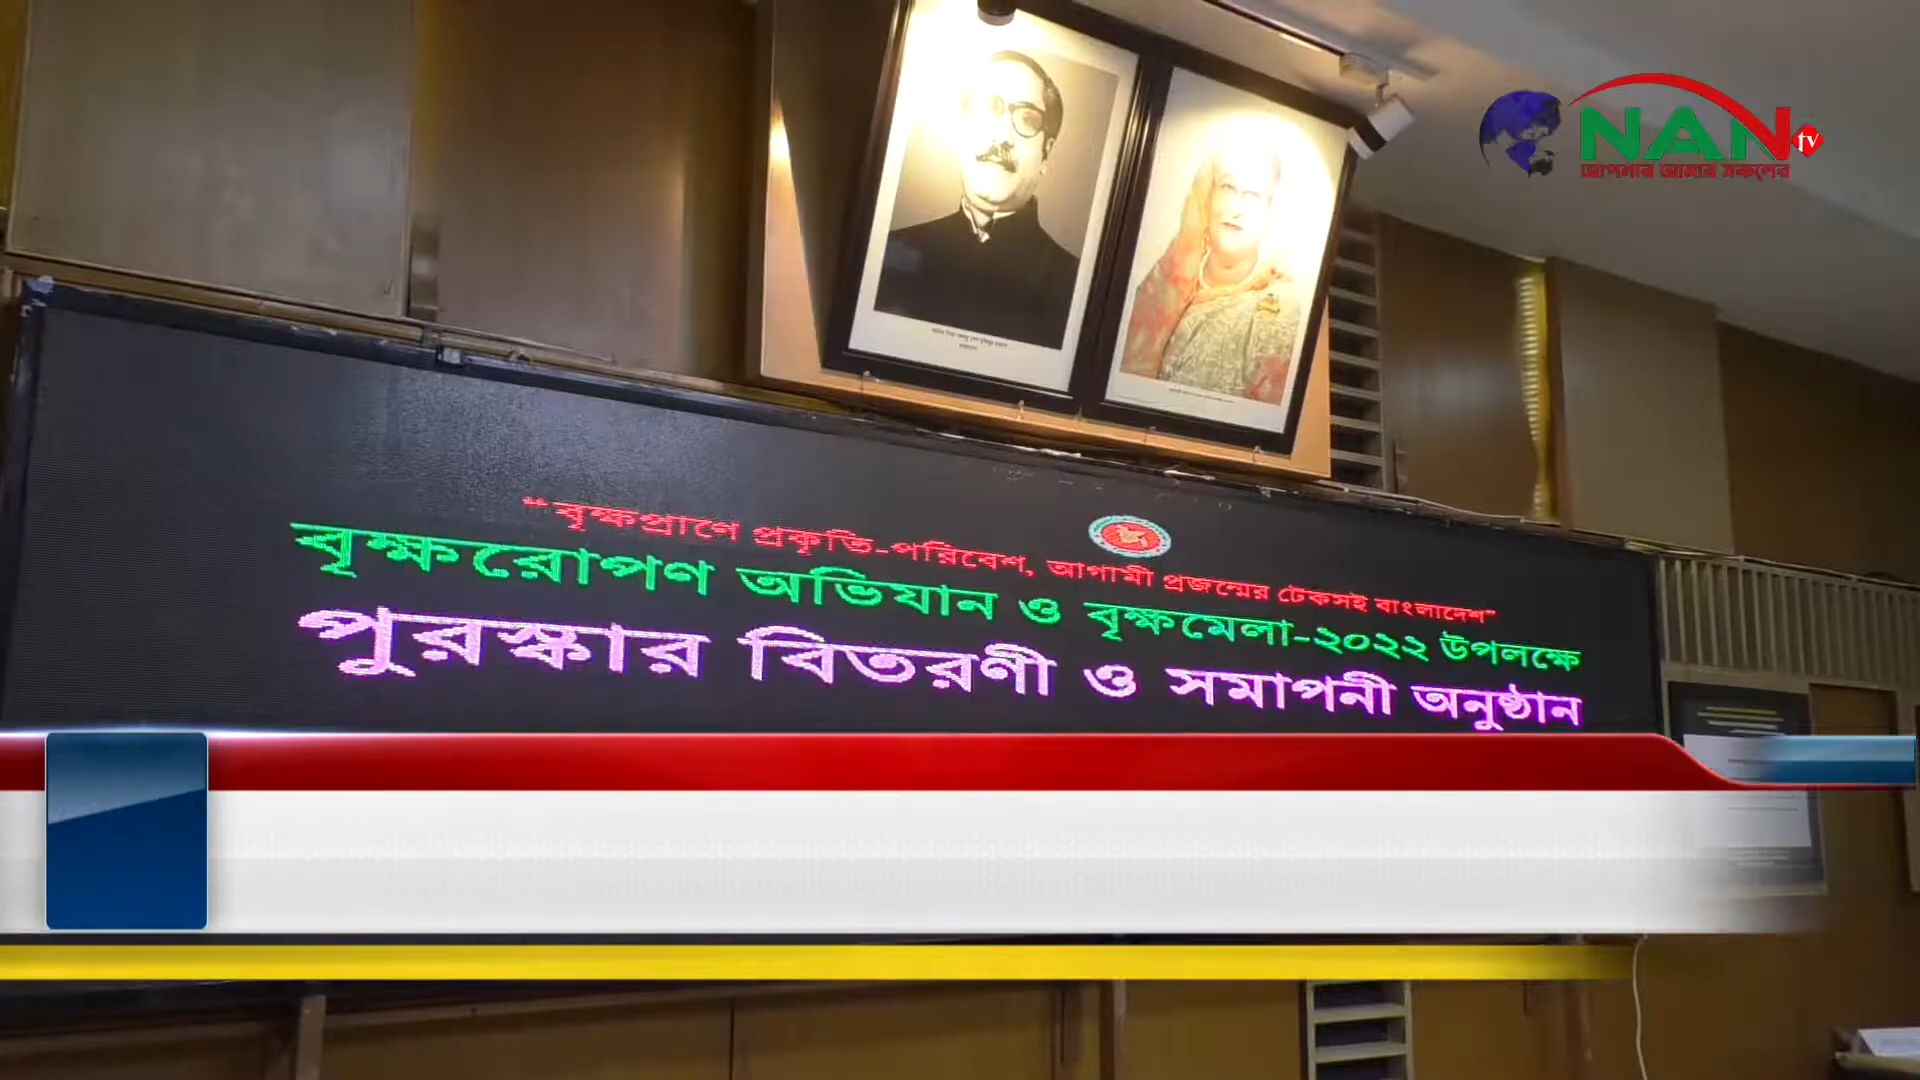 NAN tv
আপনার আমার সকলের
“বৃক্ষপ্রাণে প্রকৃতি-পরিবেশ, আগামী প্রজন্মের টেকসই বাংলাদেশ”
বৃক্ষরোপণ অভিযান ও বৃক্ষমেলা-২০২২ উপলক্ষে
পুরস্কার বিতরণী ও সমাপনী অনুষ্ঠান